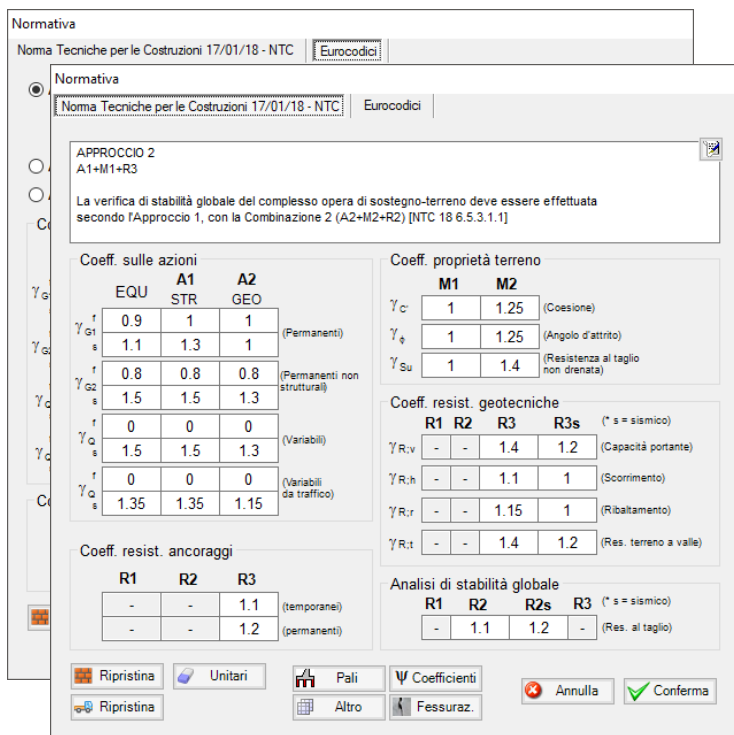 Normativa
Norma Tecniche per le Costruzioni 17/01/18 - NTC Eurocodici
Normativa
Norma Tecniche per le Costruzioni 17/01/18 - NTC Eurocodici
APPROCCIO 2
A1+M1+R3
La verifica di stabilità globale del complesso opera di sostegno-terreno deve essere effettuata
secondo l'Approccio 1, con la Combinazione 2 (A2+M2+R2) [NTC 18 6.5.3.1.1]
Coeff. sulle azioni
A1 A2
EQU STR GEO
γ G1 f 0.9 1 1
s 1.1 1.3 1 (Permanenti)
γ G2 f 0.8 0.8 0.8
s 1.5 1.5 1.3 (Permanenti non
strutturali)
γ Q f 0 0 0
s 1.5 1.5 1.3 (Variabili)
γ Q f 0 0 0
s 1.35 1.35 1.15 (Variabili
da traffico)
Coeff. resist. ancoraggi
R1 R2 R3
- - 1.1 (temporanei)
- - 1.2 (permanenti)
Coeff. proprietà terreno
M1 M2
γ C' 1 1.25 (Coesione)
γ ϕ 1 1.25 (Angolo d'attrito)
γ Su 1 1.4 (Resistenza al taglio
non drenata)
Coeff. resist. geotecniche
R1 R2 R3 R3s (* s = sismico)
γ R;v - - 1.4 1.2 (Capacità portante)
γ R;h - - 1.1 1 (Scorrimento)
γ R;r - - 1.15 1 (Ribaltamento)
γ R;t - - 1.4 1.2 (Res. terreno a valle)
Analisi di stabilità globale
R1 R2 R2s R3 (* s = sismico)
- 1.1 1.2 - (Res. al taglio)
Ripristina Unitari Pali Ψ Coefficienti Annulla Conferma
Ripristina Altro Fessuraz.